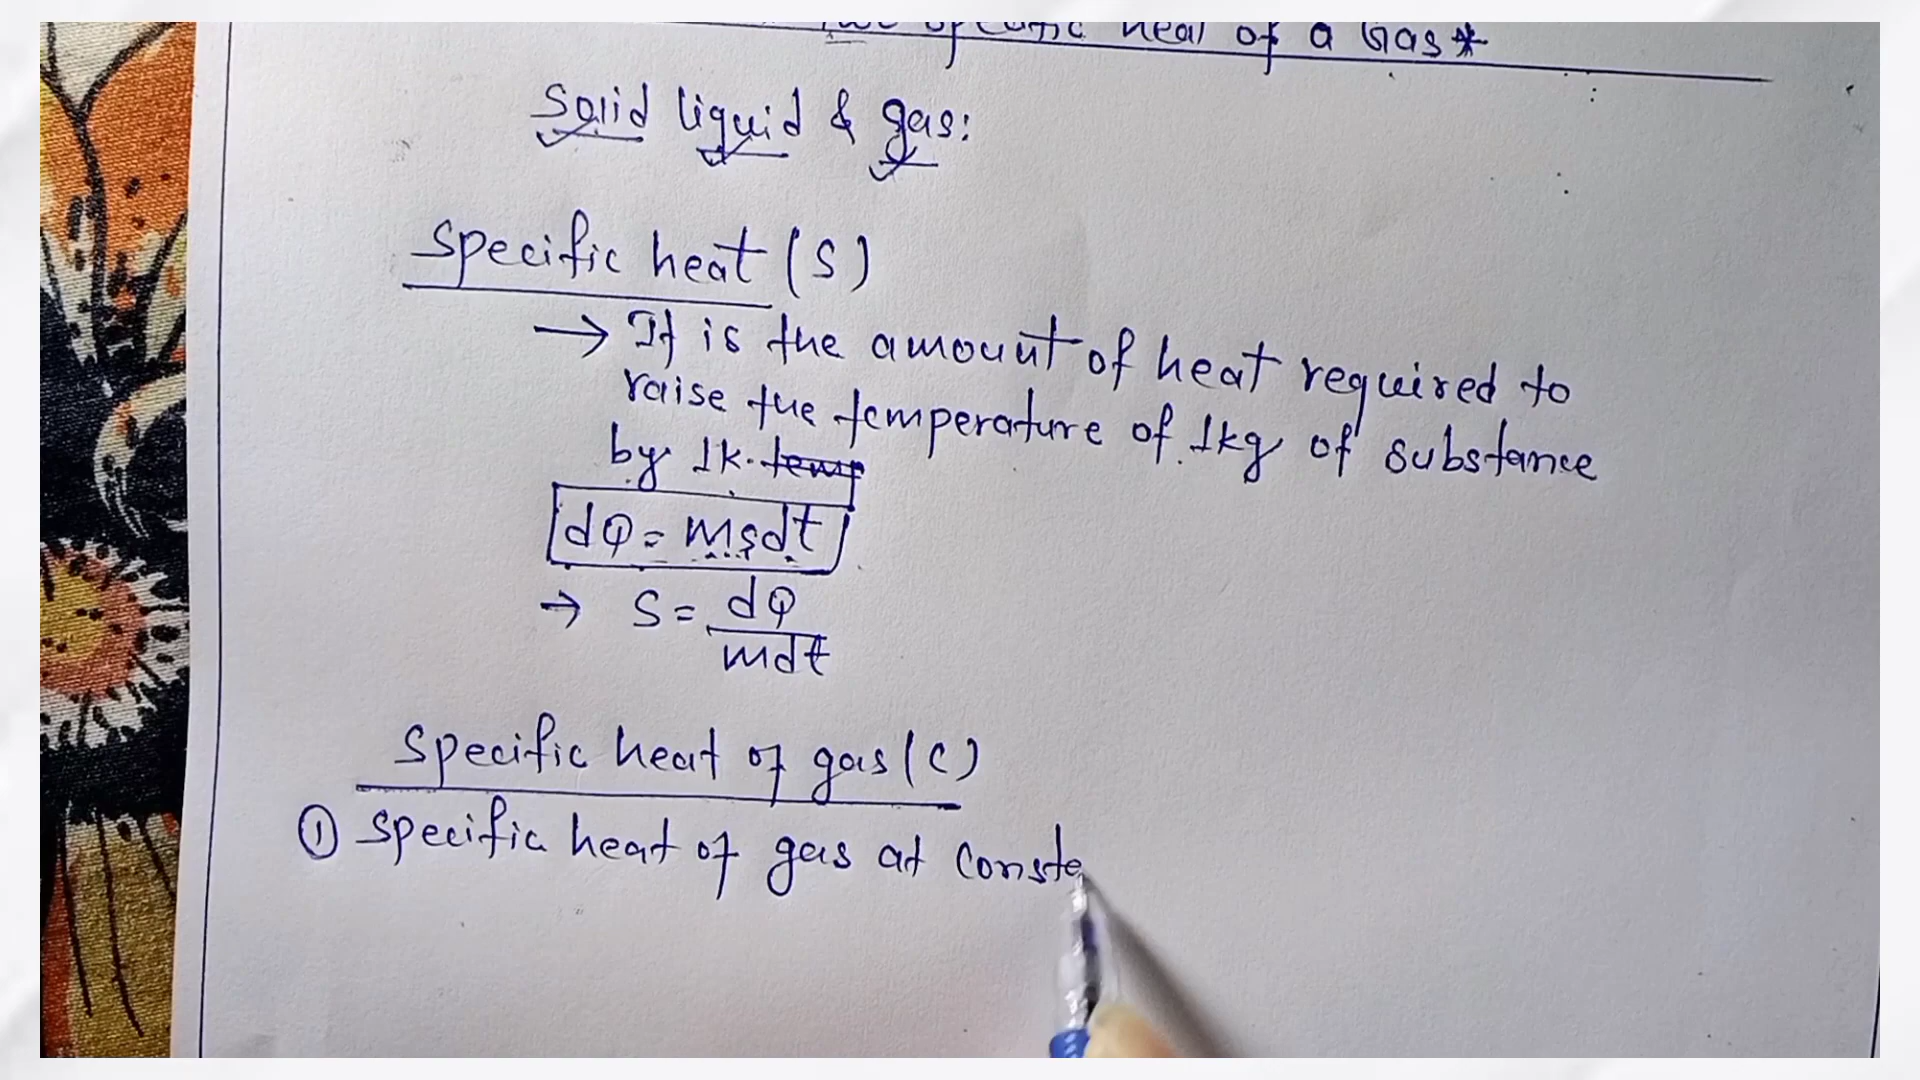 specific heat of a Gas*
Solid liquid & gas:
Specific heat (S)
→ It is the amount of heat required to
raise the temperature of 1kg of substance
by 1k. temp
dQ = msdt
→ S = dQ
mdt
Specific heat of gas (C)
① Specific heat of gas at consta